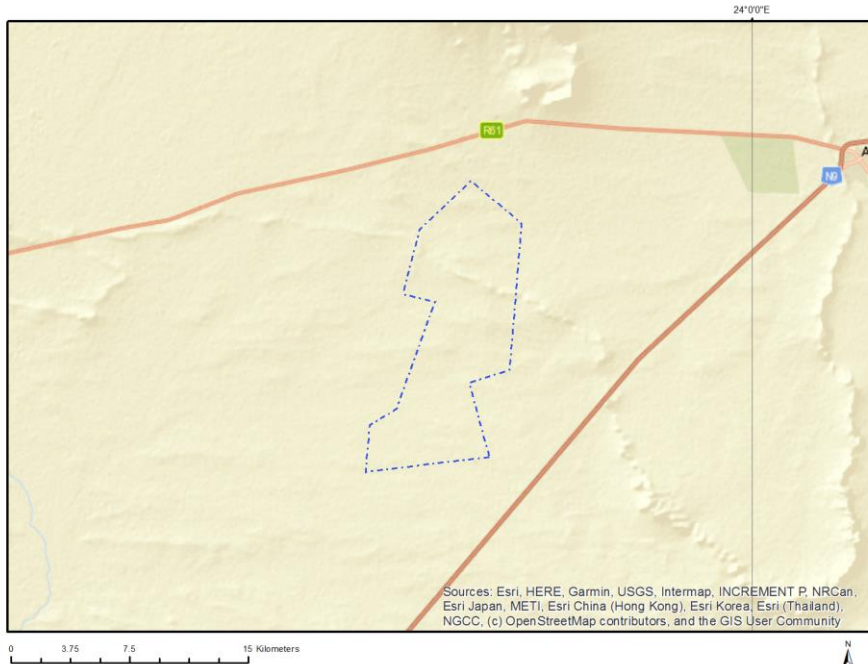 24°0'0"E
R61
A
N9
Sources: Esri, HERE, Garmin, USGS, Intermap, INCREMENT P, NRCan,
Esri Japan, METI, Esri China (Hong Kong), Esri Korea, Esri (Thailand),
NGCC, (c) OpenStreetMap contributors, and the GIS User Community
0 3.75 7.5 15 Kilometers
N